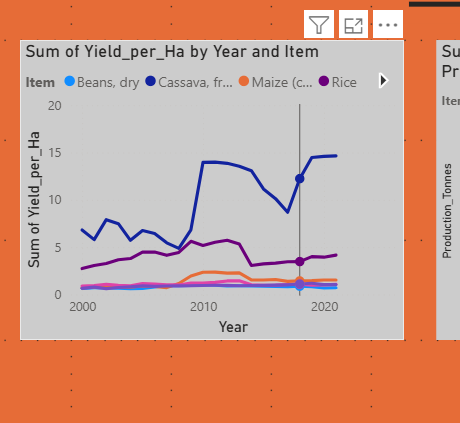 Sum of Yield_per_Ha by Year and Item
Item Beans, dry Cassava, fr... Maize (c... Rice
20
15
10
5
0
Sum of Yield_per_Ha
2000 2010 2020
Year
Su
Pr
Iter
Production_Tonnes